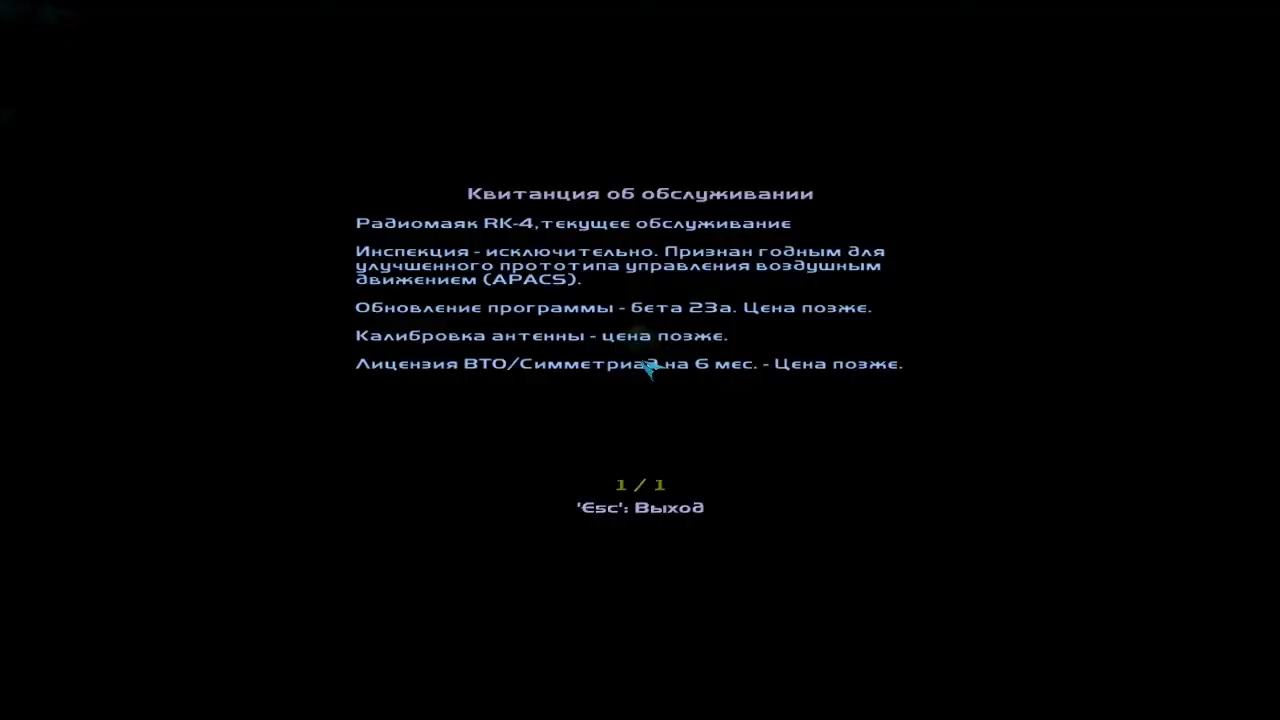 Квитанция об обслуживании
Радиомаяк RK-4,текущее обслуживание
Инспекция - исключительно. Признан годным для
улучшенного прототипа управления воздушным
движением (APACS).
Обновление программы - бета 23а. Цена позже.
Калибровка антенны - цена позже.
Лицензия ВТО/Симметриад на 6 мес. - Цена позже.
1 / 1
'Esc': Выход